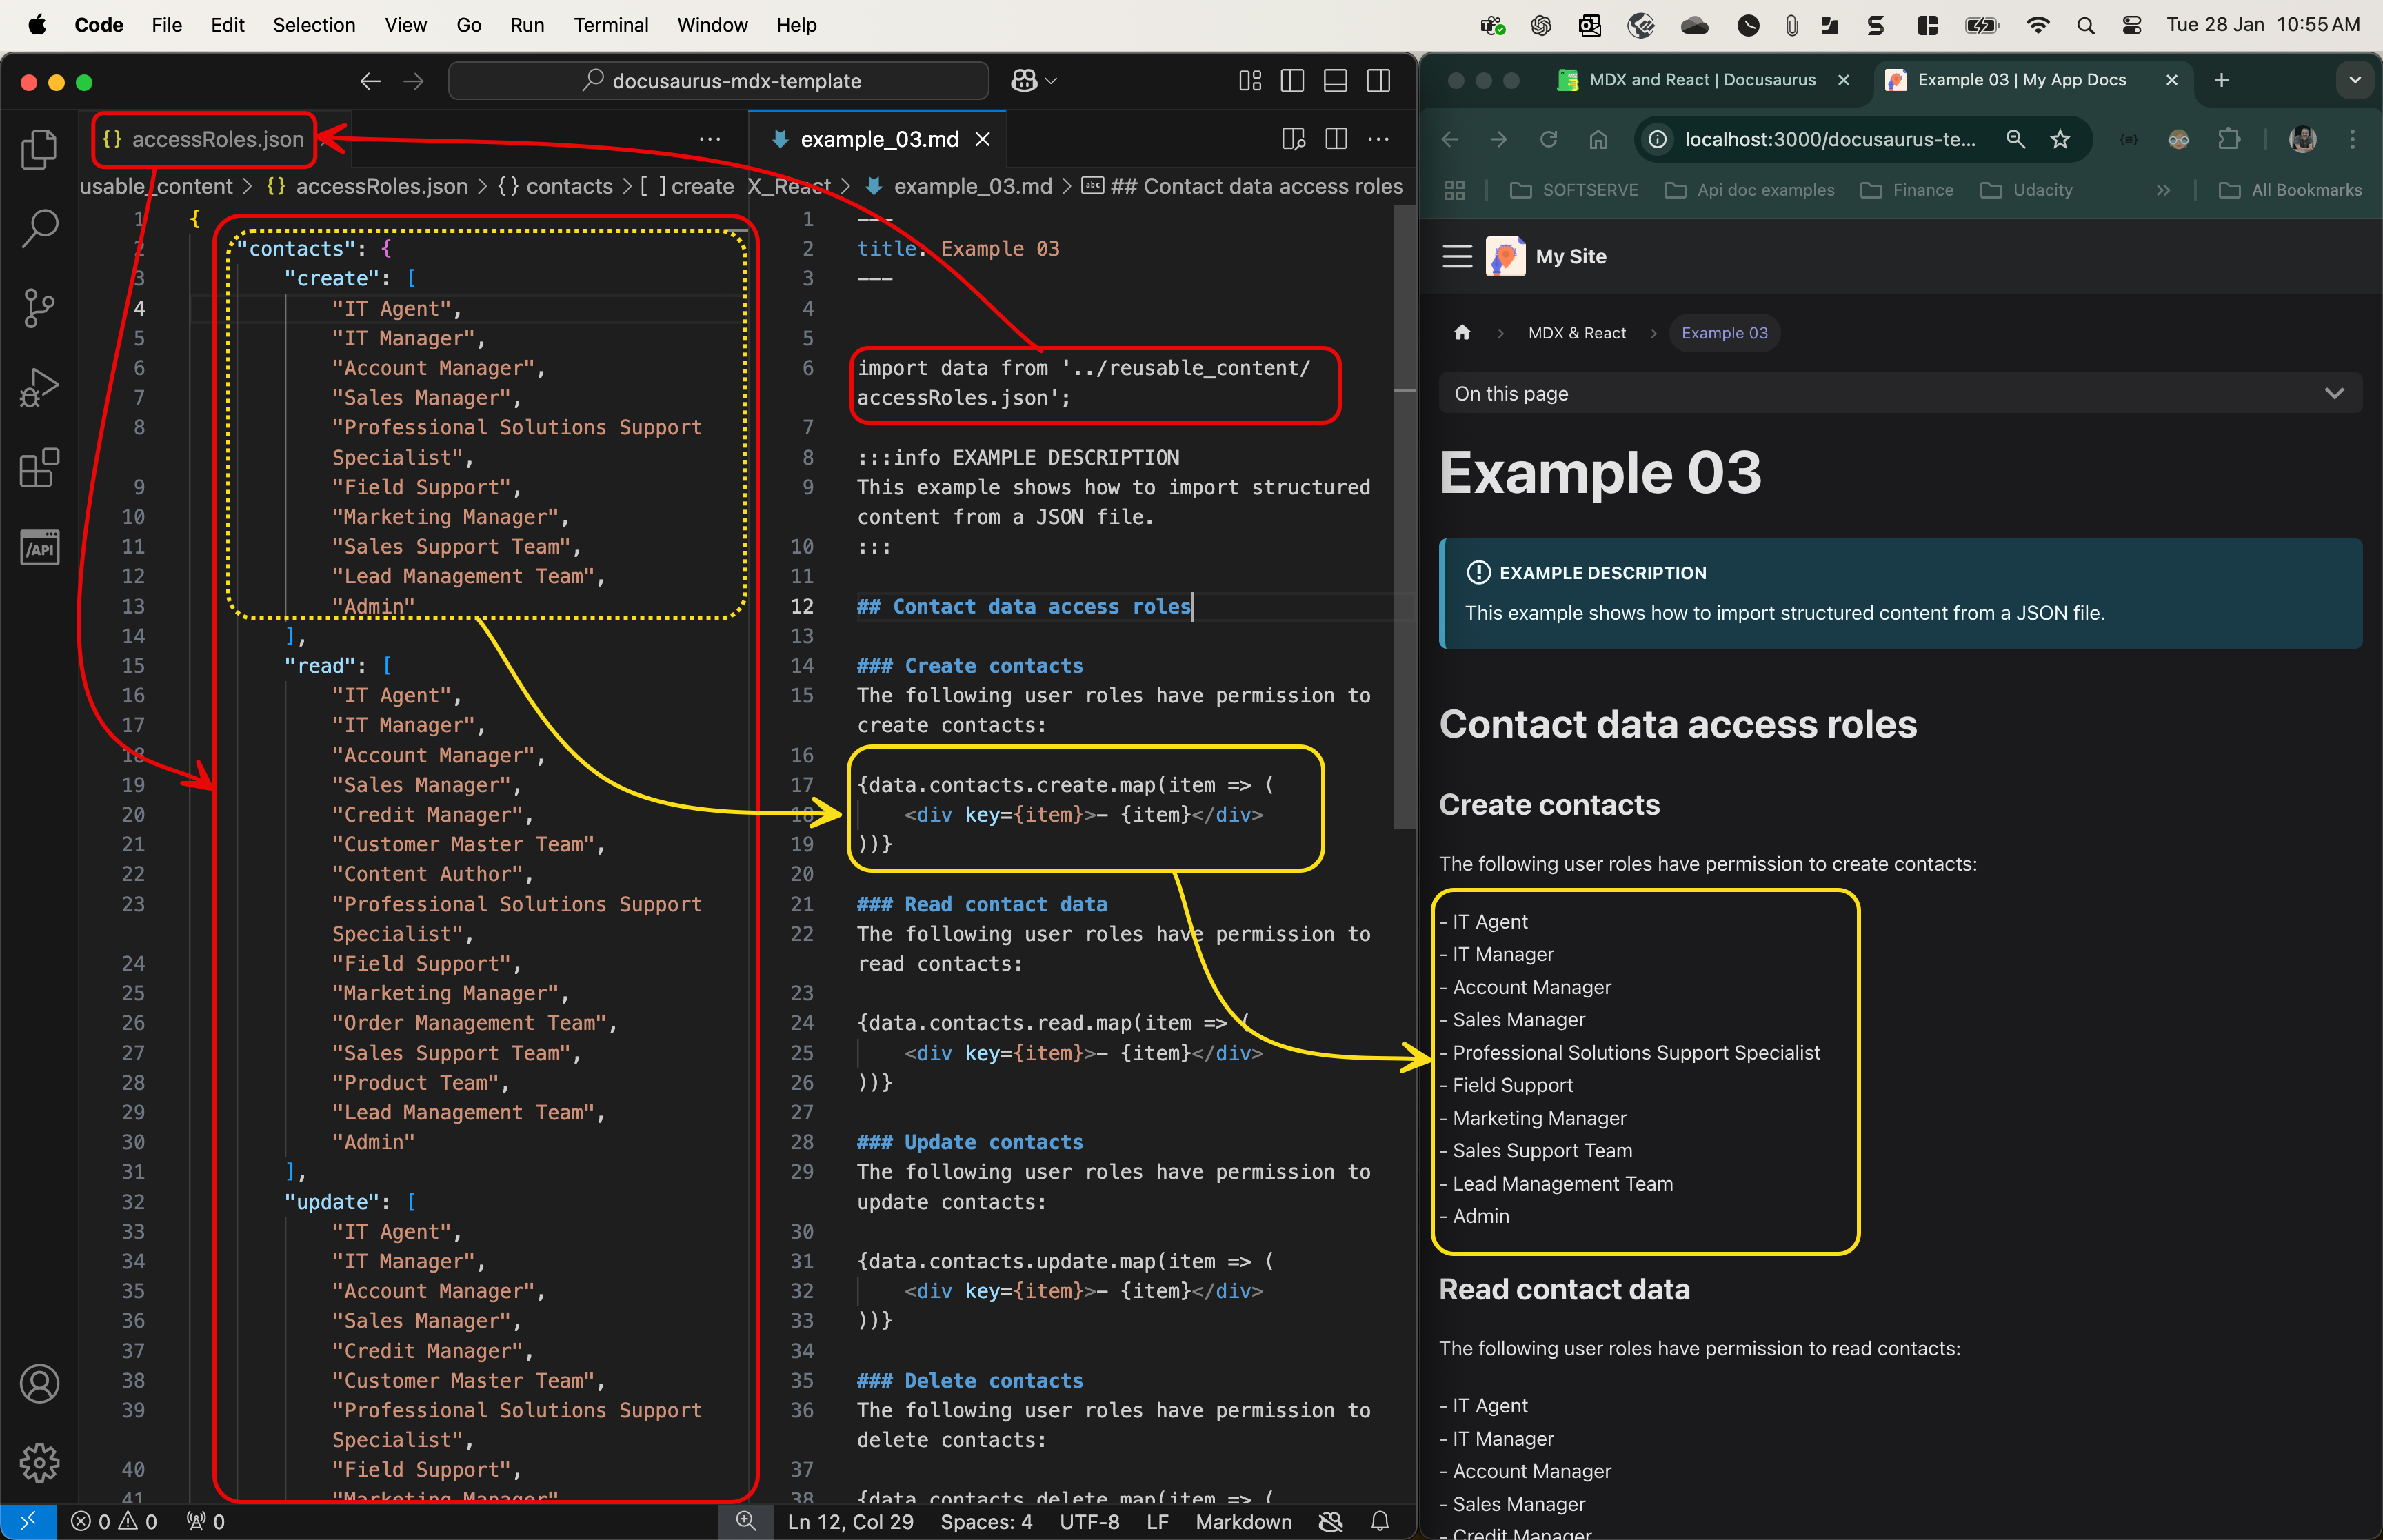 Code File Edit Selection View Go Run Terminal Window Help
Tue 28 Jan 10:55 AM
docusaurus-mdx-template
{} accessRoles.json
usable_content > {} accessRoles.json > {} contacts > [ ] create
1 {
2 "contacts": {
3 "create": [
4 "IT Agent",
5 "IT Manager",
6 "Account Manager",
7 "Sales Manager",
8 "Professional Solutions Support
Specialist",
9 "Field Support",
10 "Marketing Manager",
11 "Sales Support Team",
12 "Lead Management Team",
13 "Admin"
14 ],
15 "read": [
16 "IT Agent",
17 "IT Manager",
18 "Account Manager",
19 "Sales Manager",
20 "Credit Manager",
21 "Customer Master Team",
22 "Content Author",
23 "Professional Solutions Support
Specialist",
24 "Field Support",
25 "Marketing Manager",
26 "Order Management Team",
27 "Sales Support Team",
28 "Product Team",
29 "Lead Management Team",
30 "Admin"
31 ],
32 "update": [
33 "IT Agent",
34 "IT Manager",
35 "Account Manager",
36 "Sales Manager",
37 "Credit Manager",
38 "Customer Master Team",
39 "Professional Solutions Support
Specialist",
40 "Field Support",
41 "Marketing Manager"
/API
example_03.md
X_React > example_03.md > abc ## Contact data access roles
1 ---
2 title: Example 03
3 ---
4
5
6 import data from '../reusable_content/
accessRoles.json';
7
8 :::info EXAMPLE DESCRIPTION
9 This example shows how to import structured
content from a JSON file.
10 :::
11
12 ## Contact data access roles
13
14 ### Create contacts
15 The following user roles have permission to
create contacts:
16
17 {data.contacts.create.map(item => (
18 <div key={item}>- {item}</div>
19 ))}
20
21 ### Read contact data
22 The following user roles have permission to
read contacts:
23
24 {data.contacts.read.map(item => (
25 <div key={item}>- {item}</div>
26 ))}
27
28 ### Update contacts
29 The following user roles have permission to
update contacts:
30
31 {data.contacts.update.map(item => (
32 <div key={item}>- {item}</div>
33 ))}
34
35 ### Delete contacts
36 The following user roles have permission to
delete contacts:
37
38 {data.contacts.delete.map(item => (
0 0 0
Ln 12, Col 29 Spaces: 4 UTF-8 LF Markdown
MDX and React | Docusaurus
Example 03 | My App Docs
localhost:3000/docusaurus-te...
SOFTSERVE Api doc examples Finance Udacity >> All Bookmarks
My Site
MDX & React > Example 03
On this page
Example 03
EXAMPLE DESCRIPTION
This example shows how to import structured content from a JSON file.
Contact data access roles
Create contacts
The following user roles have permission to create contacts:
- IT Agent
- IT Manager
- Account Manager
- Sales Manager
- Professional Solutions Support Specialist
- Field Support
- Marketing Manager
- Sales Support Team
- Lead Management Team
- Admin
Read contact data
The following user roles have permission to read contacts:
- IT Agent
- IT Manager
- Account Manager
- Sales Manager
- Credit Manager